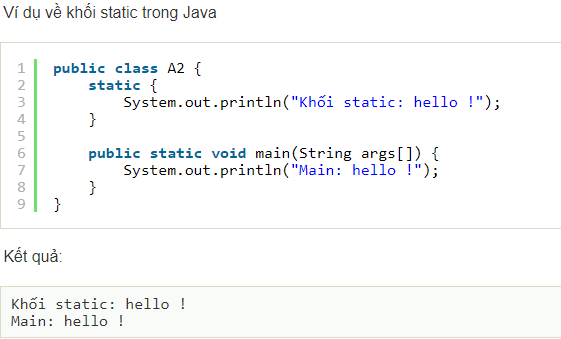 Ví dụ về khối static trong Java
1 public class A2 {
2     static {
3         System.out.println("Khối static: hello !");
4     }
5
6     public static void main(String args[]) {
7         System.out.println("Main: hello !");
8     }
9 }
Kết quả:
Khối static: hello !
Main: hello !